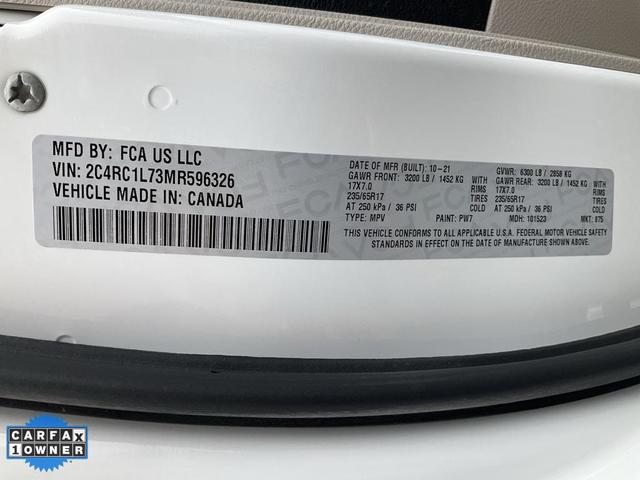 MFD BY: FCA US LLC
VIN: 2C4RC1L73MR596326
VEHICLE MADE IN: CANADA
DATE OF MFR (BUILT): 10-21 GVWR: 6300 LB / 2858 KG
GAWR FRONT: 3200 LB / 1452 KG GAWR REAR: 3200 LB / 1452 KG
17X7.0 RIMS 17X7.0 RIMS
235/65R17 TIRES 235/65R17 TIRES
AT 250 kPa / 36 PSI COLD AT 250 kPa / 36 PSI COLD
TYPE: MPV PAINT: PW7 MDH: 101523 MKT: 875
THIS VEHICLE CONFORMS TO ALL APPLICABLE U.S.A. FEDERAL MOTOR VEHICLE SAFETY
STANDARDS IN EFFECT ON THE DATE OF MANUFACTURE SHOWN ABOVE.
CARFAX
1 OWNER